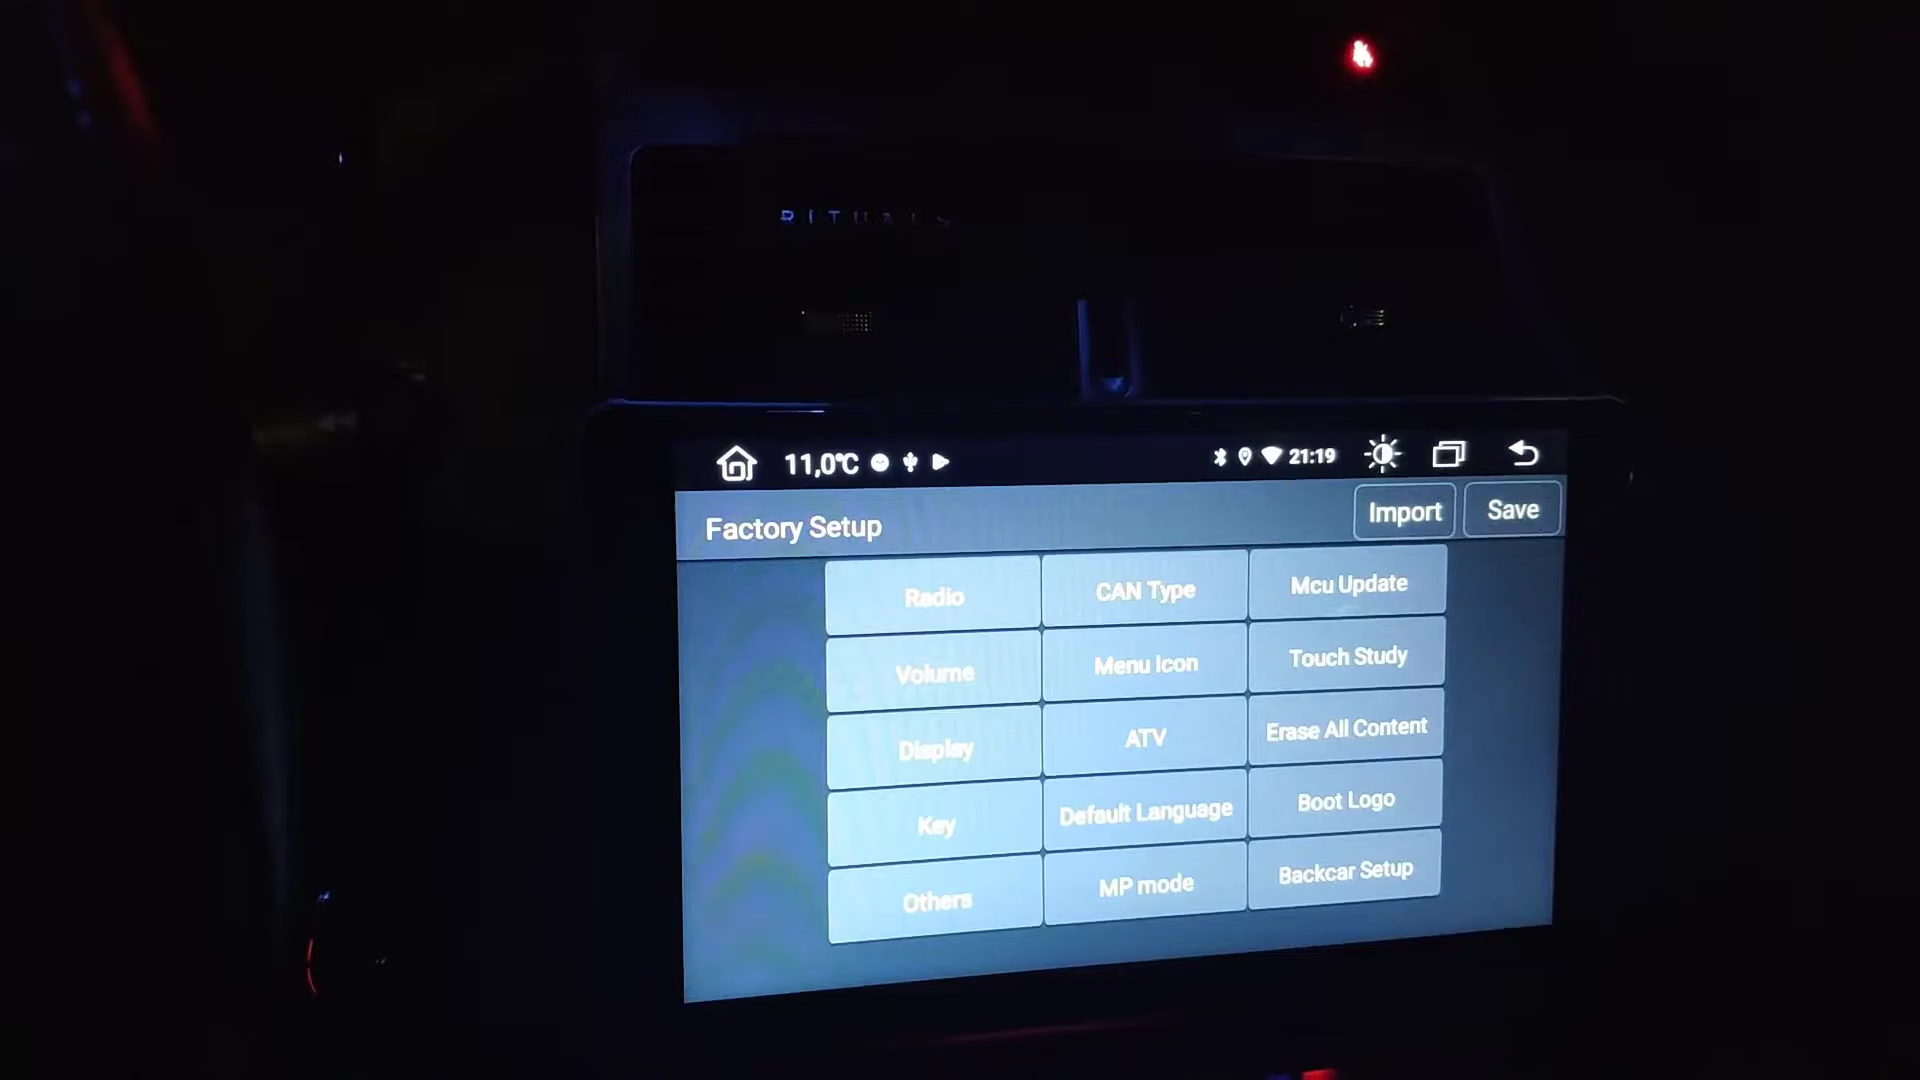 RITUALS
11,0°C 21:19
Factory Setup Import Save
Radio CAN Type Mcu Update
Volume Menu Icon Touch Study
Display ATV Erase All Content
Key Default Language Boot Logo
Others MP mode Backcar Setup